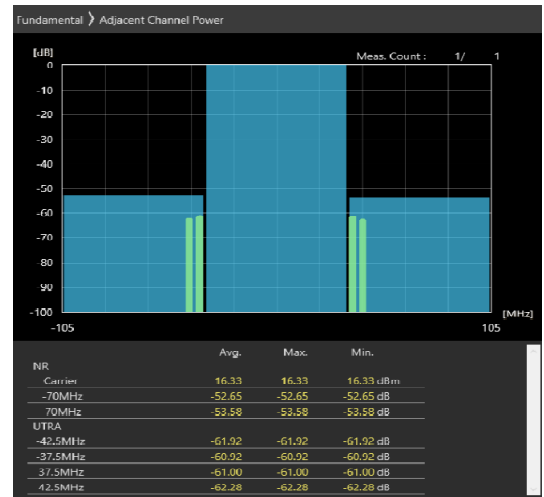 Fundamental ❯ Adjacent Channel Power
[dB]
Meas. Count : 1/ 1
0
-10
-20
-30
-40
-50
-60
-70
-80
90
-100
[MHz]
-105 105
Avg. Max. Min.
NR
Carrier 16.33 16.33 16.33 dBm
-70MHz -52.65 -52.65 -52.65 dB
70MHz -53.58 -53.58 -53.58 dB
UTRA
-42.5MHz -61.92 -61.92 -61.92 dB
-37.5MHz -60.92 -60.92 -60.92 dB
37.5MHz -61.00 -61.00 -61.00 dB
42.5MHz -62.28 -62.28 -62.28 dB